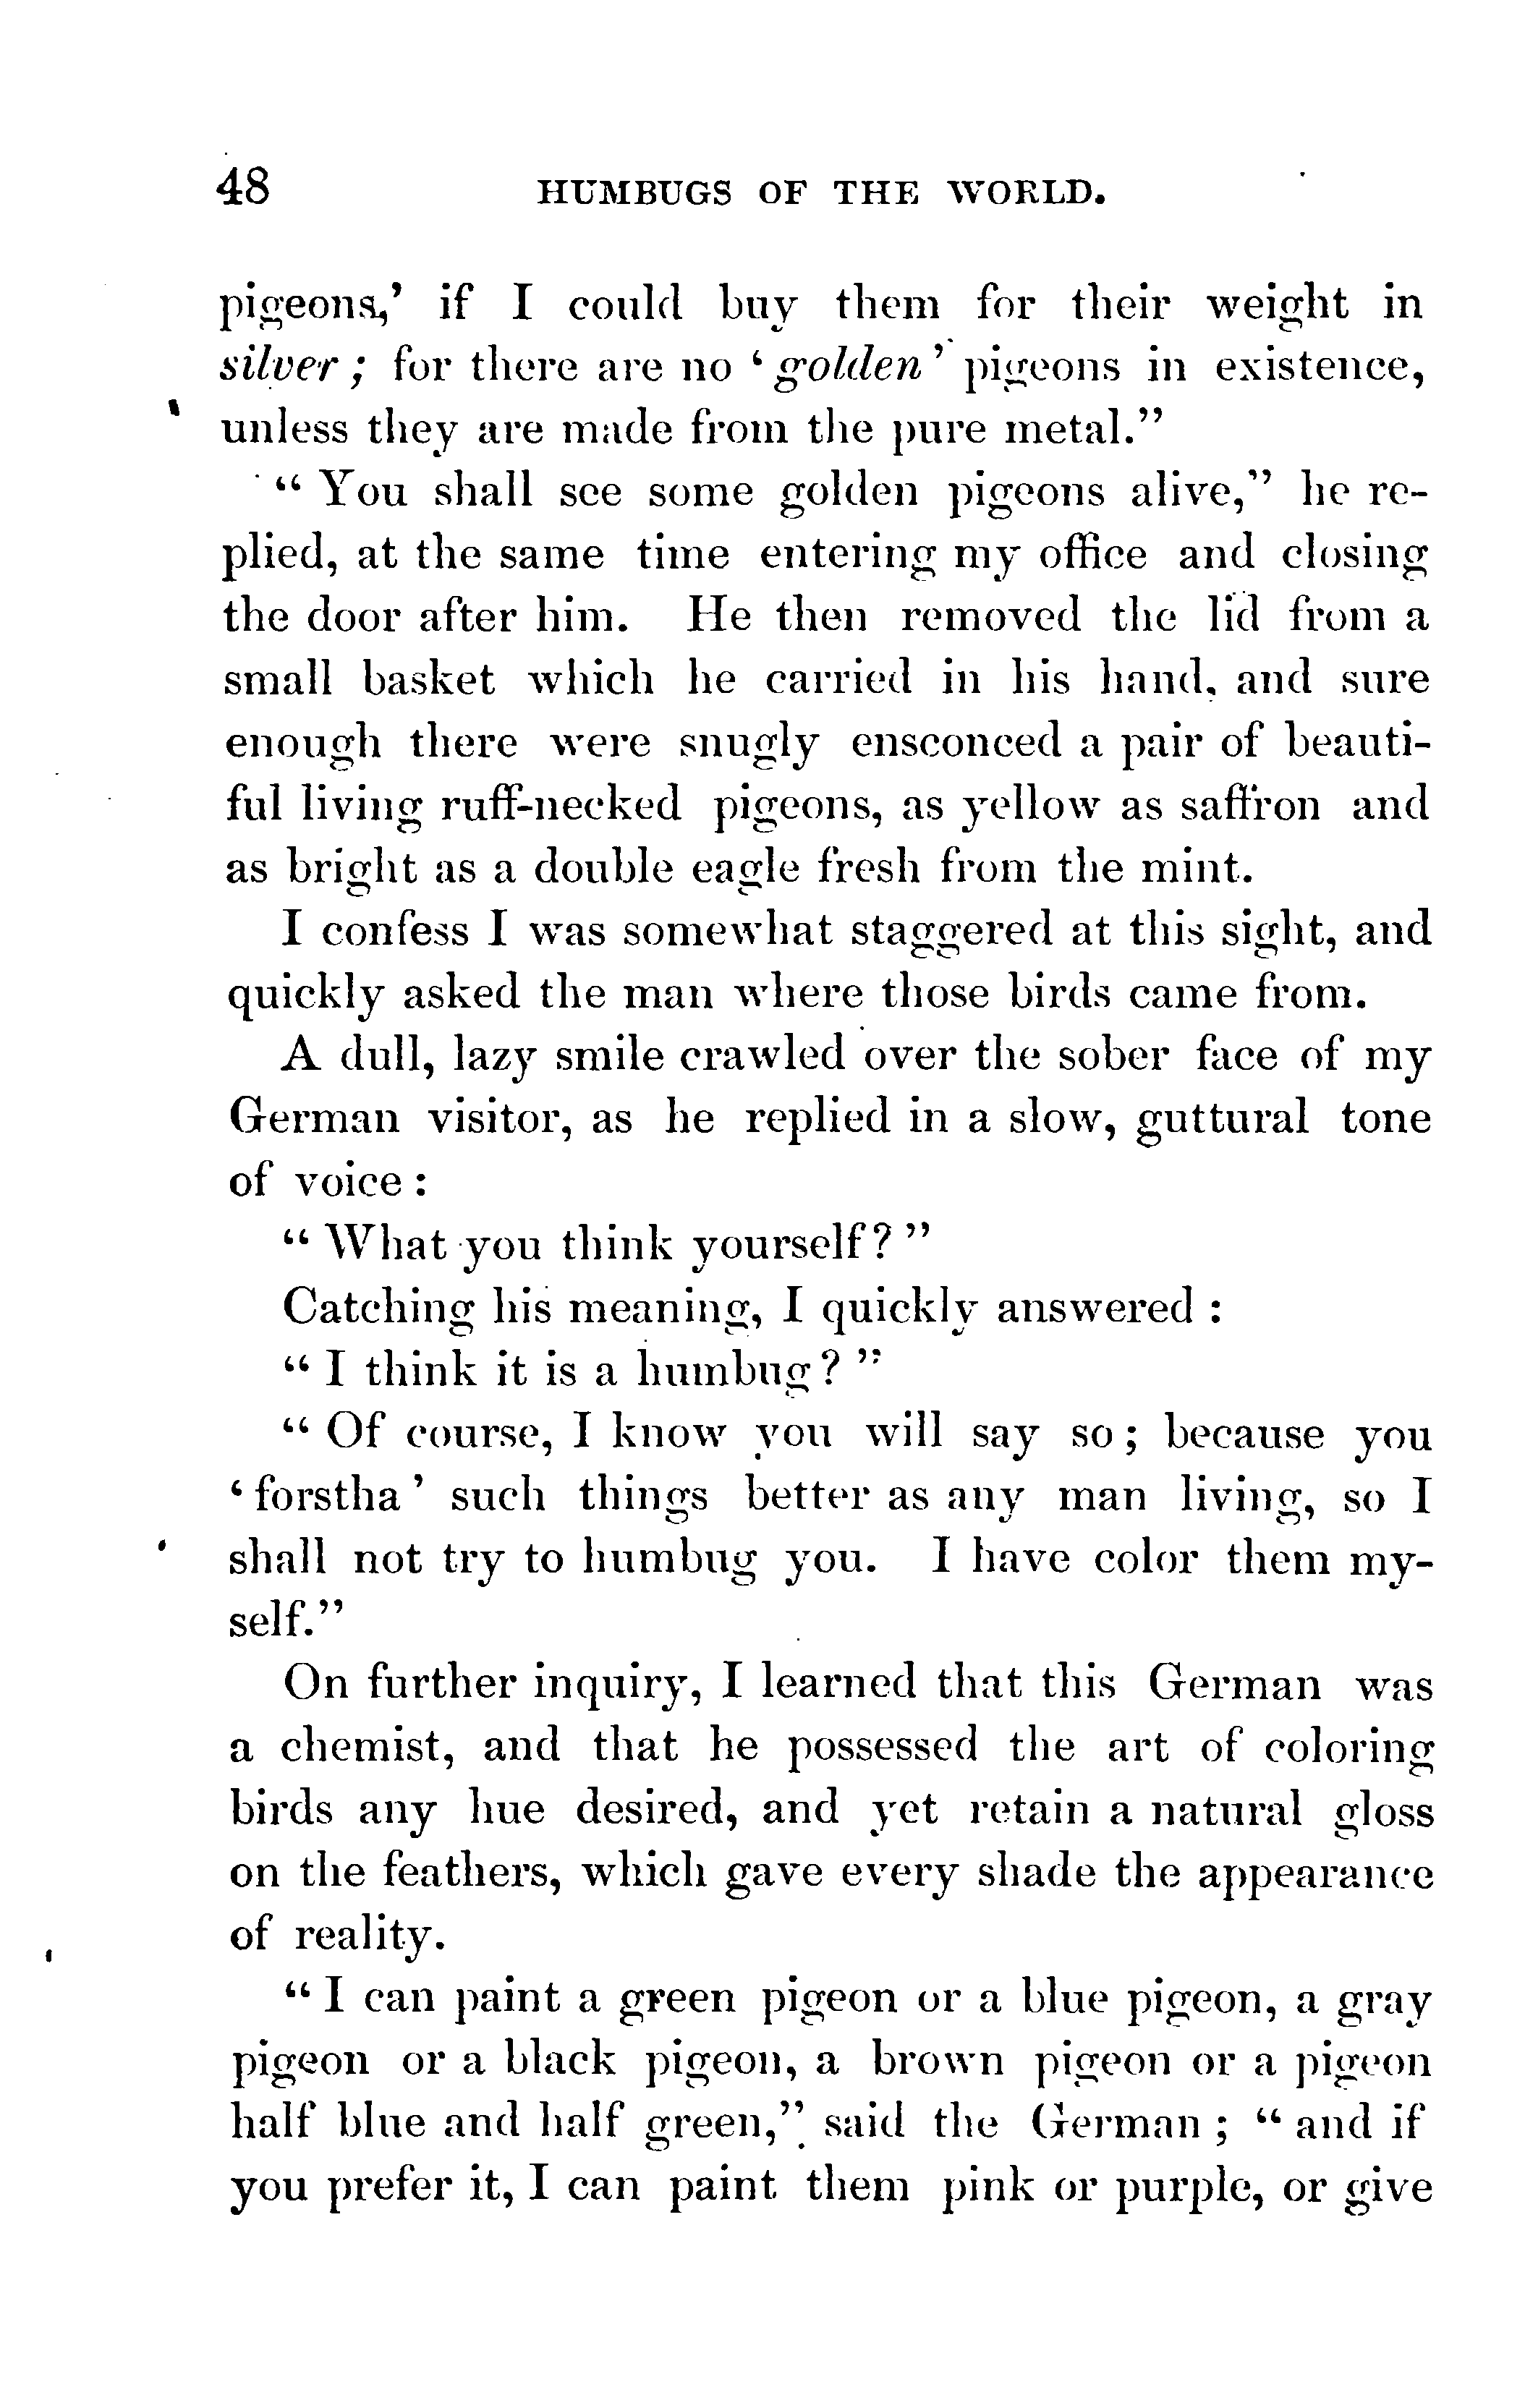 48 HUMBUGS OF THE WORLD.
pigeons,' if I could buy them for their weight in
silver; for there are no 'golden' pigeons in existence,
unless they are made from the pure metal."
"You shall see some golden pigeons alive," he re-
plied, at the same time entering my office and closing
the door after him. He then removed the lid from a
small basket which he carried in his hand, and sure
enough there were snugly ensconced a pair of beauti-
ful living ruff-necked pigeons, as yellow as saffron and
as bright as a double eagle fresh from the mint.
I confess I was somewhat staggered at this sight, and
quickly asked the man where those birds came from.
A dull, lazy smile crawled over the sober face of my
German visitor, as he replied in a slow, guttural tone
of voice:
"What you think yourself?"
Catching his meaning, I quickly answered:
"I think it is a humbug?"
"Of course, I know you will say so; because you
'forstha' such things better as any man living, so I
shall not try to humbug you. I have color them my-
self."
On further inquiry, I learned that this German was
a chemist, and that he possessed the art of coloring
birds any hue desired, and yet retain a natural gloss
on the feathers, which gave every shade the appearance
of reality.
"I can paint a green pigeon or a blue pigeon, a gray
pigeon or a black pigeon, a brown pigeon or a pigeon
half blue and half green," said the German; "and if
you prefer it, I can paint them pink or purple, or give